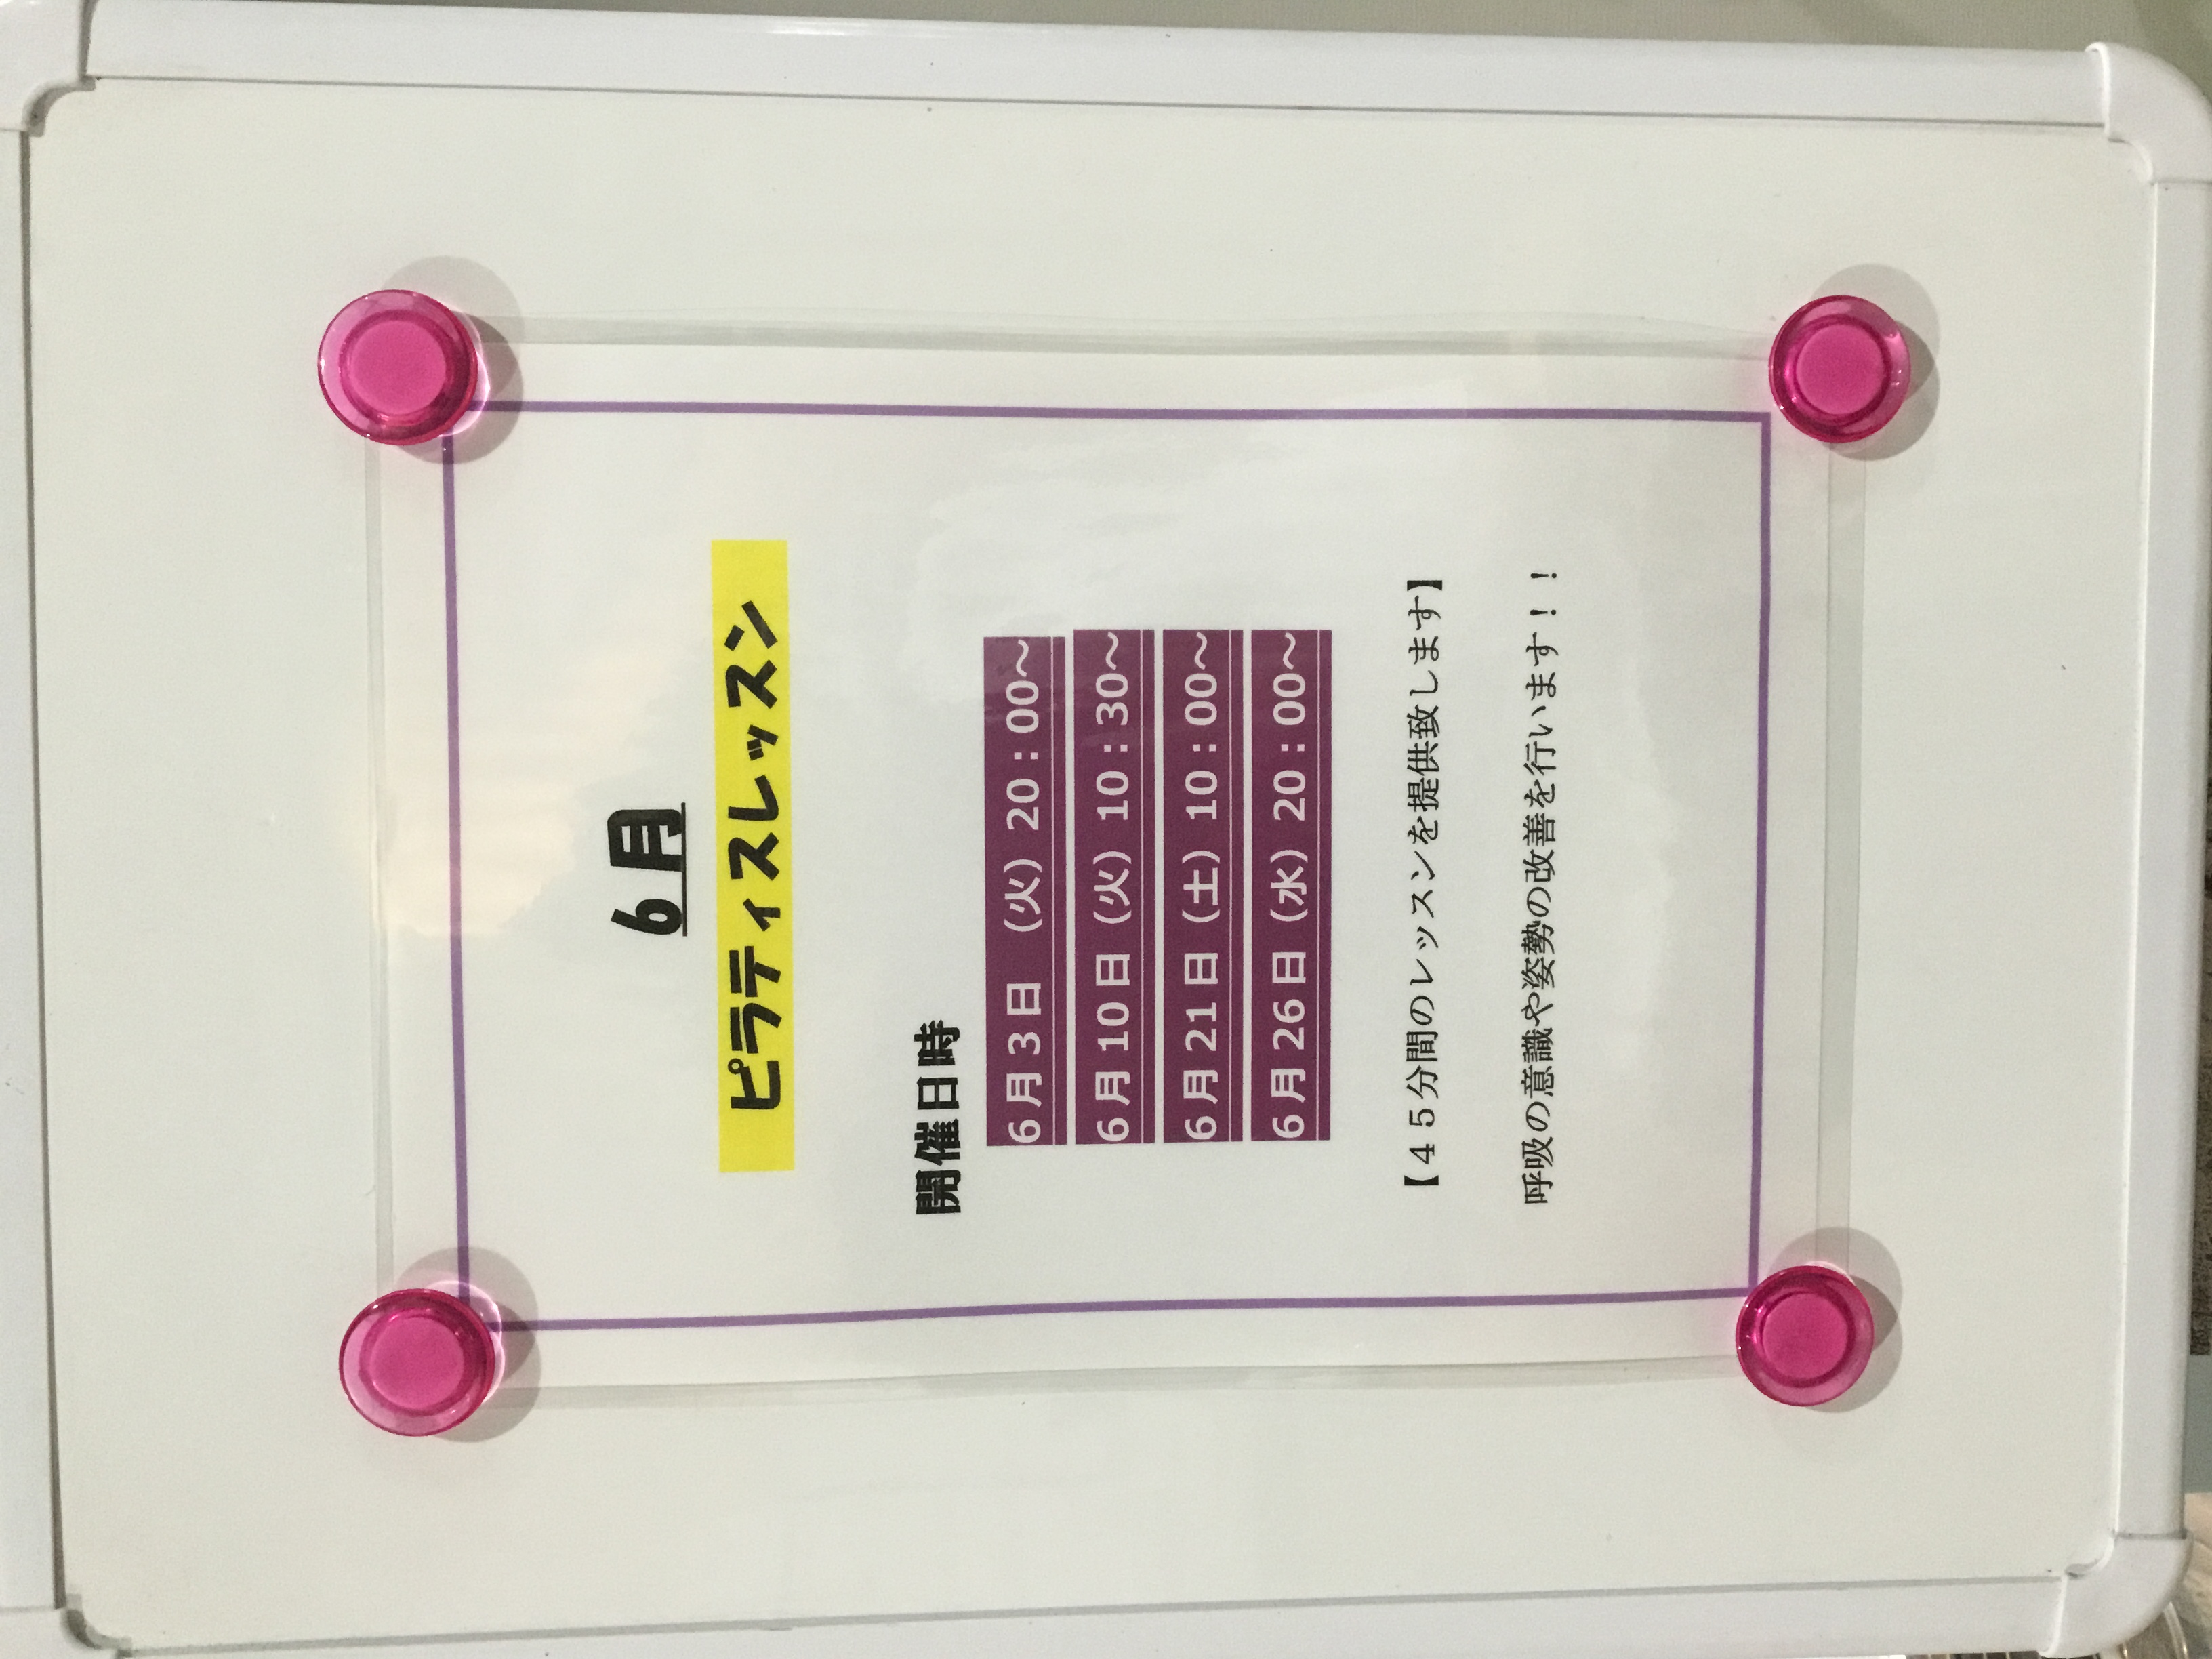 6月
ピラティスレッスン
開催日時
6月3日　（火）20：00～
6月10日（火）10：30～
6月21日（土）10：00～
6月26日（水）20：00～
【４５分間のレッスンを提供致します】
呼吸の意識や姿勢の改善を行います！！